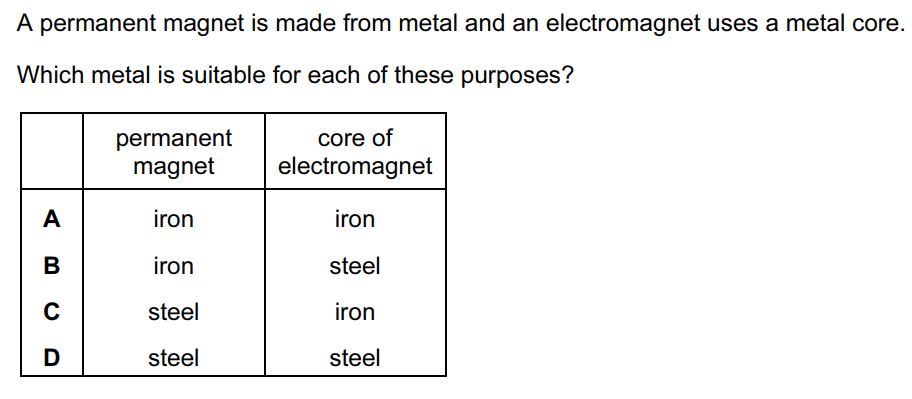 A permanent magnet is made from metal and an electromagnet uses a metal core.
Which metal is suitable for each of these purposes?
permanent magnet core of electromagnet
A iron iron
B iron steel
C steel iron
D steel steel